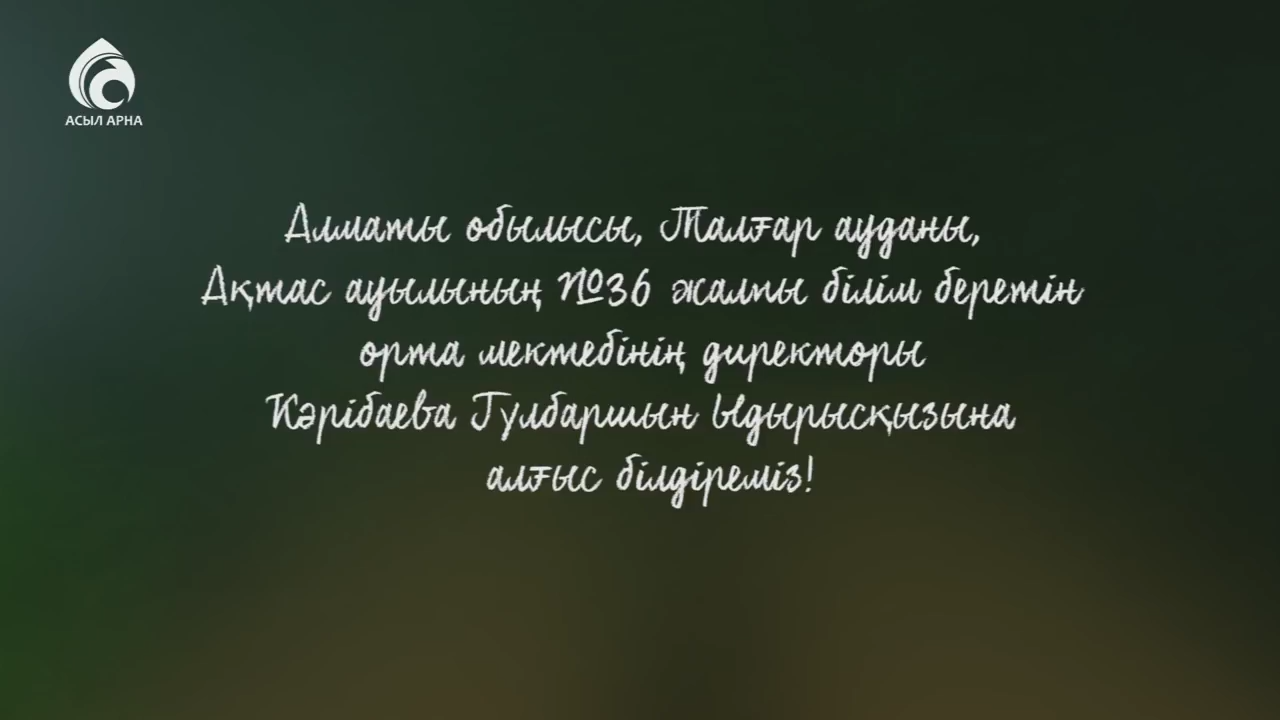 АСЫЛ АРНА
Алматы обылысы, Талғар ауданы,
Ақтас ауылының №36 жалпы білім беретін
орта мектебінің директоры
Кәрібаева Гүлбаршын Ыдырысқызына
алғыс білдіреміз!